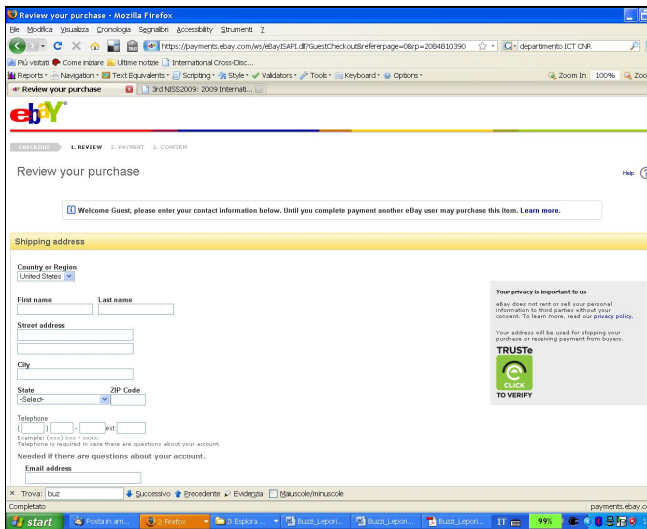 Review your purchase - Mozilla Firefox
File Modifica Visualizza Cronologia Segnalibri Accessibility Strumenti ?
https://payments.ebay.com/ws/eBayISAPI.dll?GuestCheckout&refererpage=0&rp=2084810390 departimento ICT CNR
Più visitati Come iniziare Ultime notizie International Cross-Disc...
Reports Navigation Text Equivalents Scripting Style Validators Tools Keyboard Options Zoom In 100%
Review your purchase 3rd NISS2009: 2009 Internati...
ebY
CHECKOUT 1. REVIEW 2. PAYMENT 3. CONFIRM
Review your purchase Help
Welcome Guest, please enter your contact information below. Until you complete payment another eBay user may purchase this item. Learn more.
Shipping address
Country or Region
United States
First name Last name
Street address
City
State ZIP Code
-Select-
Telephone
( ) - ext:
Example: (xxx) xxx - xxxx.
Telephone is required in case there are questions about your account.
Needed if there are questions about your account.
Email address
Your privacy is important to us
eBay does not rent or sell your personal
information to third parties without your
consent. To learn more, read our privacy policy.
Your address will be used for shipping your
purchase or receiving payment from buyers.
TRUSTe
CLICK
TO VERIFY
Trova: buz Successivo Precedente Evidenzia Maiuscole/minuscole
Completato payments.ebay.co
start Posta in arri... 2 Firefox 3 Esplora ... Buzzi_Lepori... Buzzi_Lepori... Buzzi_Lepori... IT 99%